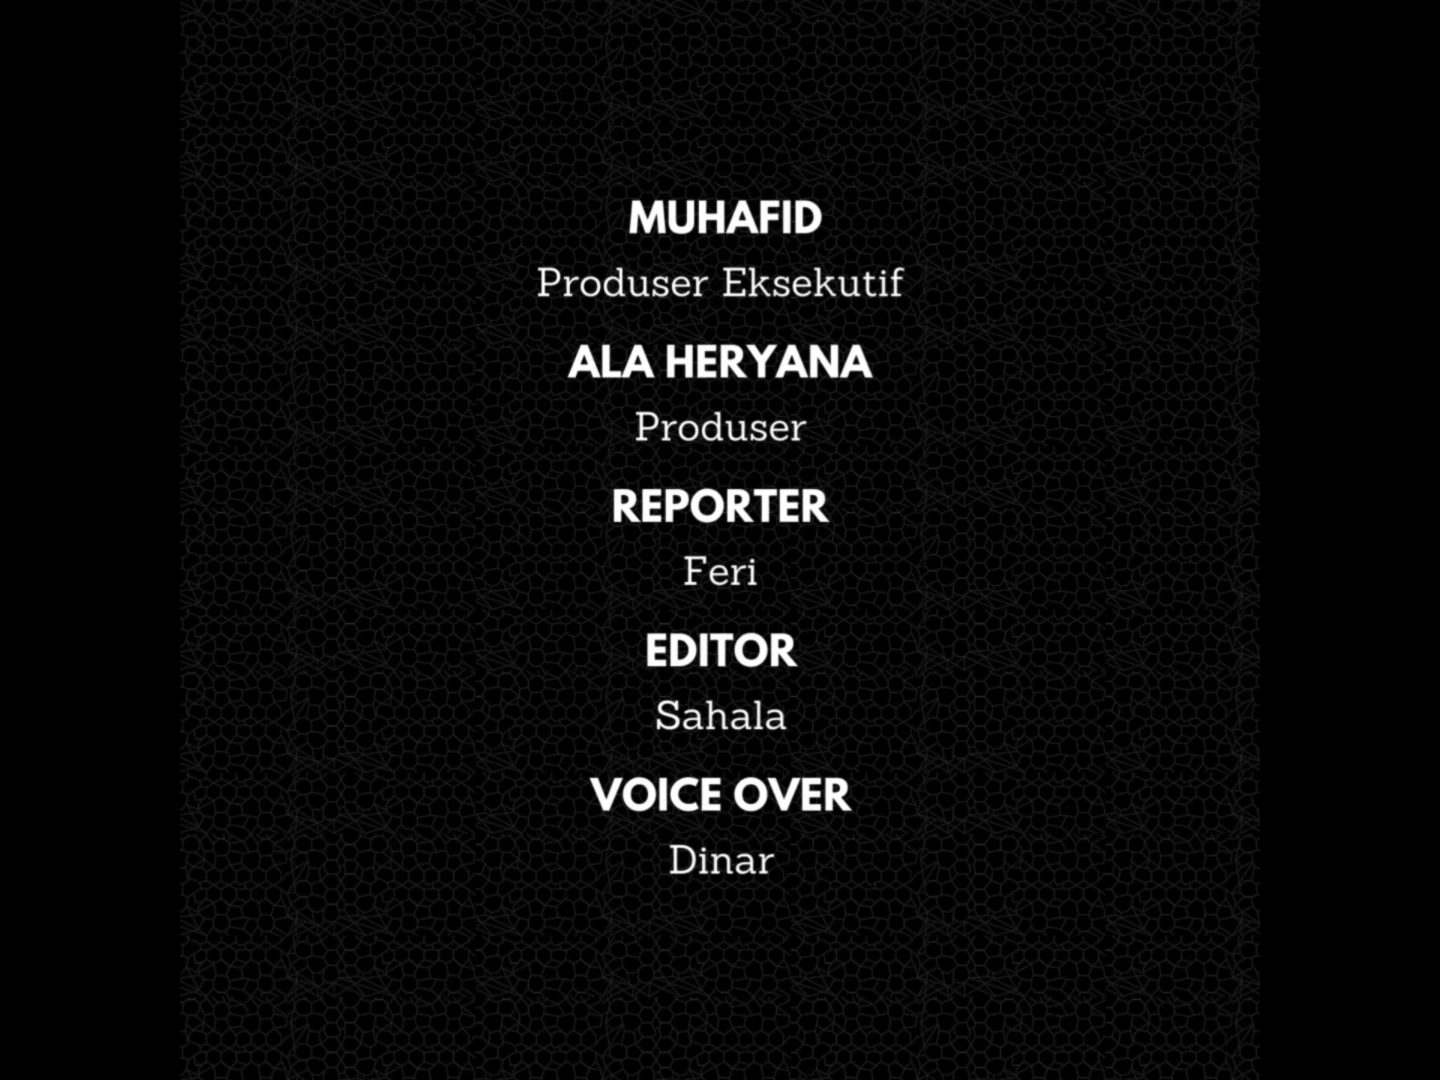 MUHAFID
Produser Eksekutif
ALA HERYANA
Produser
REPORTER
Feri
EDITOR
Sahala
VOICE OVER
Dinar